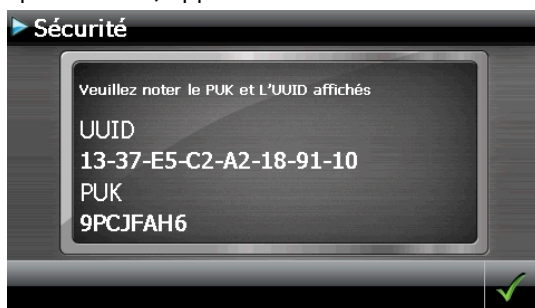 Sécurité
Veuillez noter le PUK et L'UUID affichés
UUID
13-37-E5-C2-A2-18-91-10
PUK
9PCJFAH6